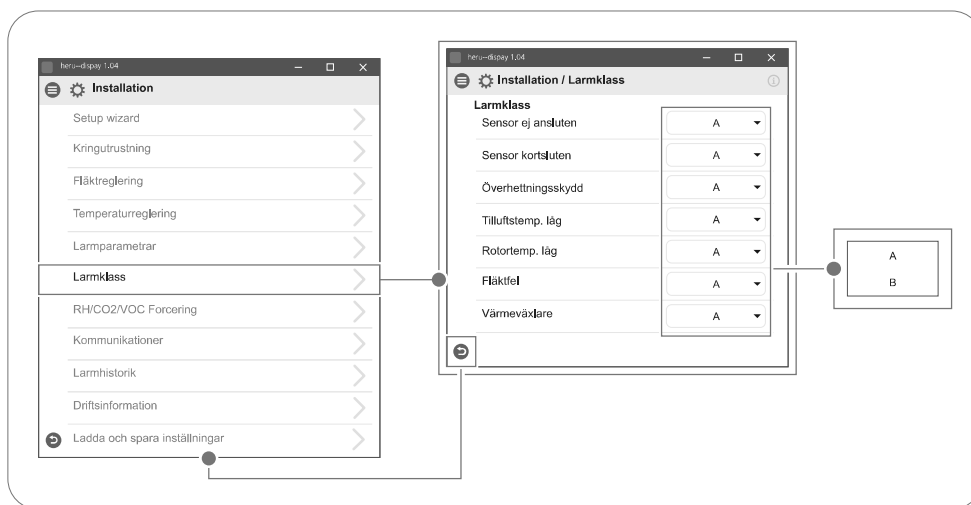 heru--dispay 1.04
Installation
Setup wizard
Kringutrustning
Fläktreglering
Temperaturreglering
Larmparametrar
Larmklass
RH/CO2/VOC Forcering
Kommunikationer
Larmhistorik
Driftsinformation
Ladda och spara inställningar
heru--dispay 1.04
Installation / Larmklass
Larmklass
Sensor ej ansluten A
Sensor kortsluten A
Överhettningsskydd A
Tilluftstemp. låg A
Rotortemp. låg A
Fläktfel A
Värmeväxlare A
A
B